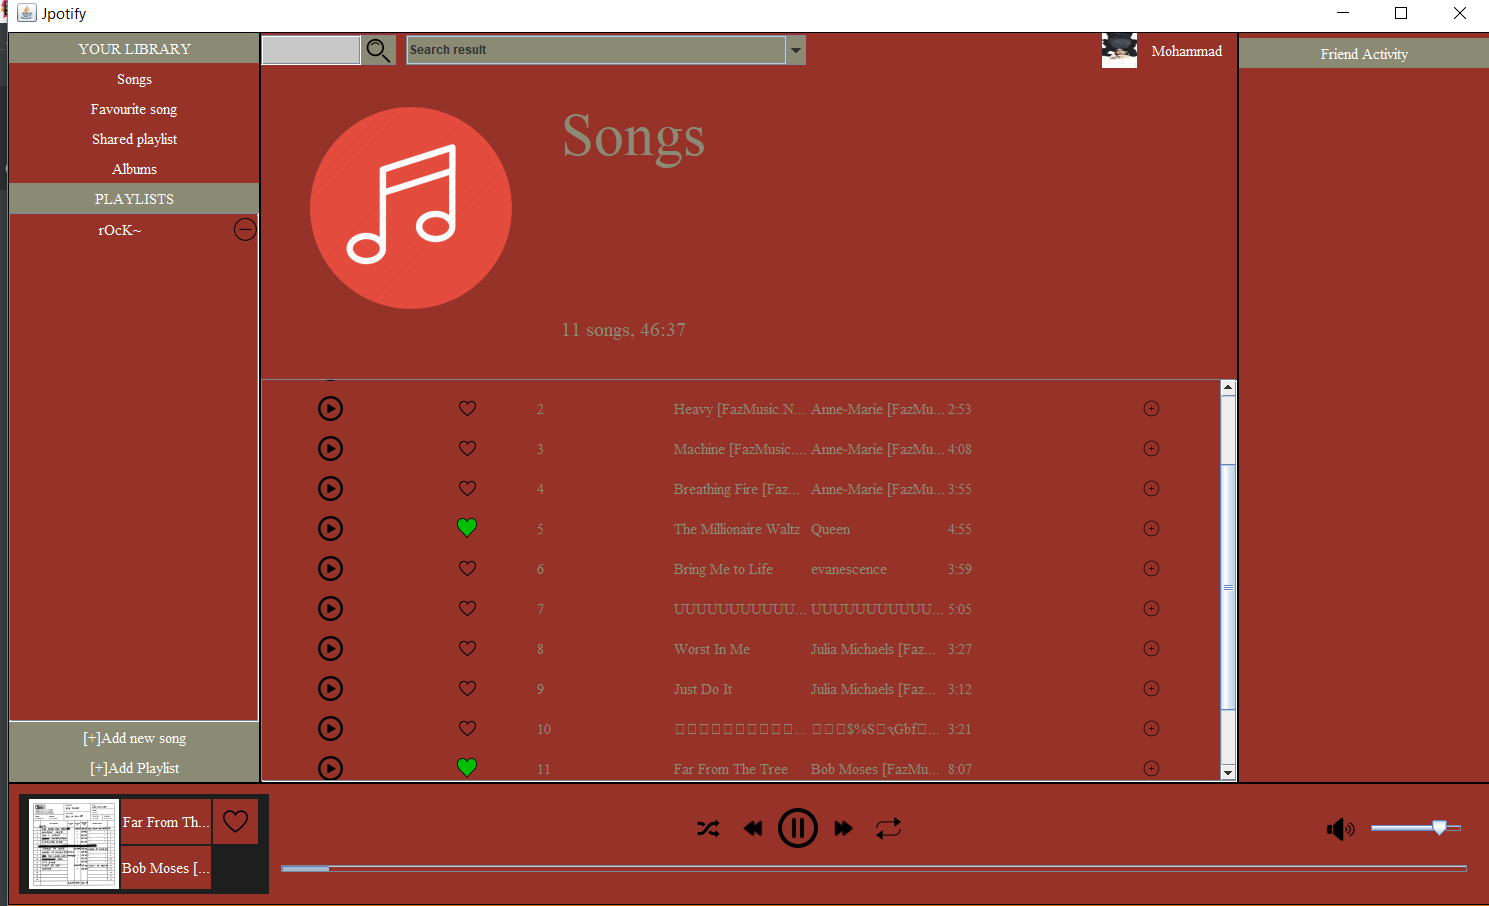 Jpotify
YOUR LIBRARY
Songs
Favourite song
Shared playlist
Albums
PLAYLISTS
rOcK~
[+]Add new song
[+]Add Playlist
Search result
Mohammad
Friend Activity
Songs
11 songs, 46:37
2 Heavy [FazMusic.N... Anne-Marie [FazMu... 2:53
3 Machine [FazMusic.... Anne-Marie [FazMu... 4:08
4 Breathing Fire [Faz... Anne-Marie [FazMu... 3:55
5 The Millionaire Waltz Queen 4:55
6 Bring Me to Life evanescence 3:59
7 UUUUUUUUUUU... UUUUUUUUUUU... 5:05
8 Worst In Me Julia Michaels [Faz... 3:27
9 Just Do It Julia Michaels [Faz... 3:12
10 3:21
11 Far From The Tree Bob Moses [FazMu... 8:07
Far From Th...
Bob Moses [...